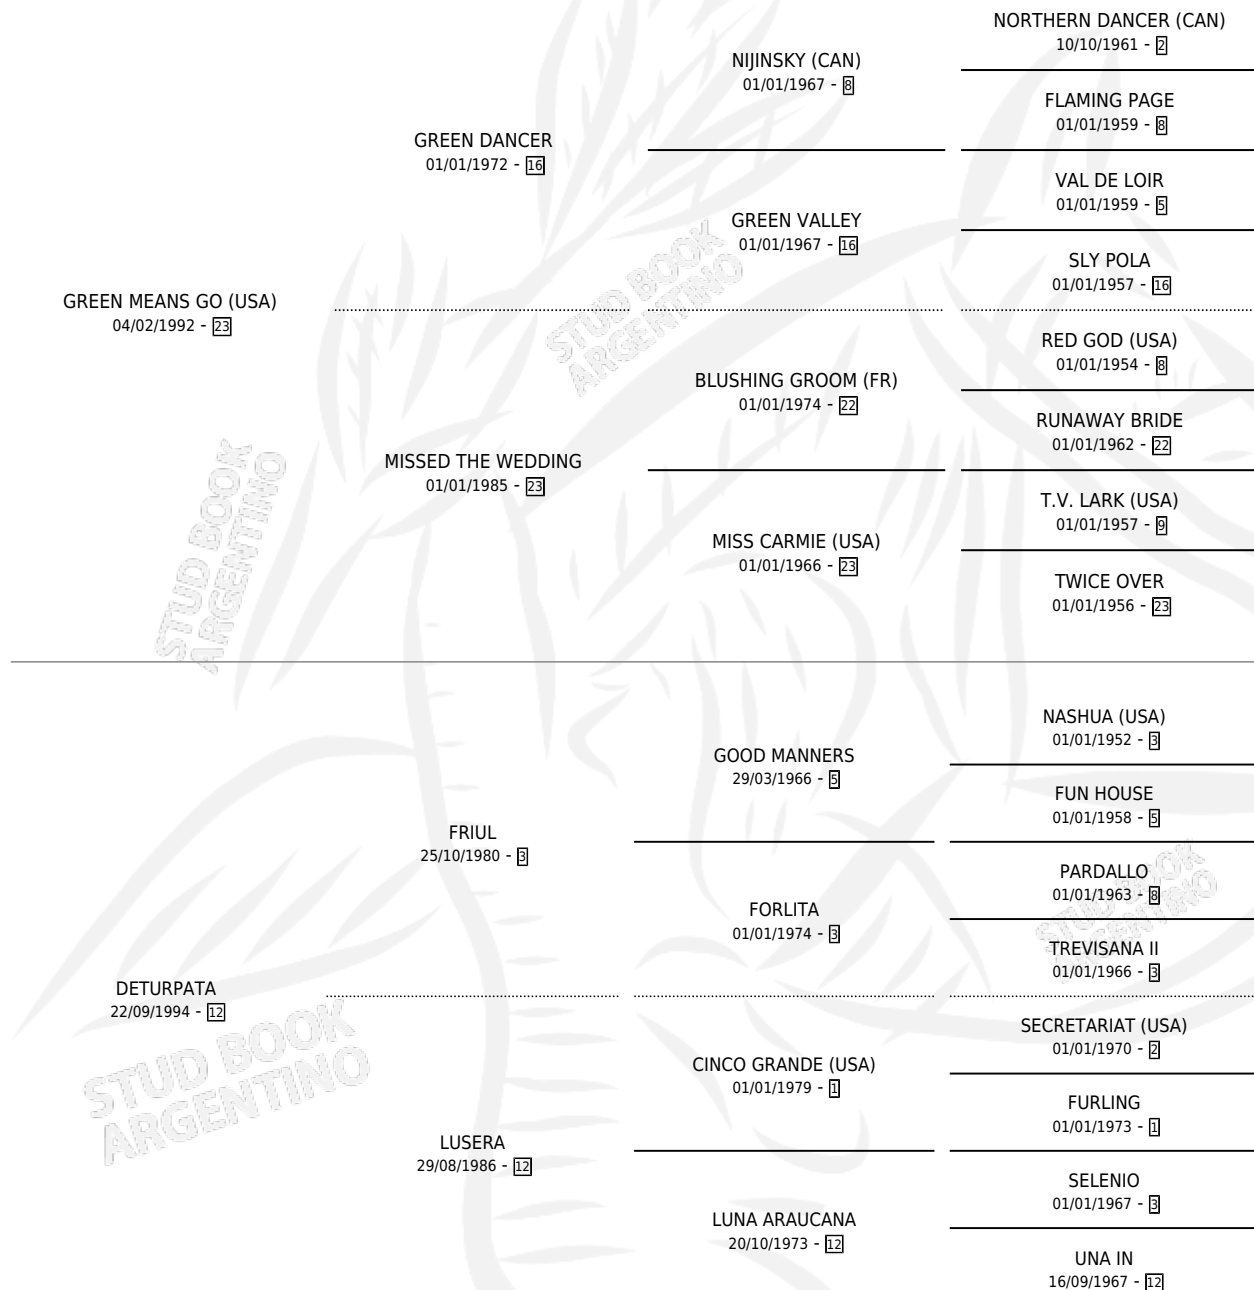 NORTHERN DANCER (CAN)
10/10/1961 - 2
NIJINSKY (CAN)
01/01/1967 - 8
FLAMING PAGE
01/01/1959 - 8
GREEN DANCER
01/01/1972 - 16
VAL DE LOIR
01/01/1959 - 5
GREEN VALLEY
01/01/1967 - 16
SLY POLA
01/01/1957 - 16
GREEN MEANS GO (USA)
04/02/1992 - 23
RED GOD (USA)
01/01/1954 - 8
BLUSHING GROOM (FR)
01/01/1974 - 22
RUNAWAY BRIDE
01/01/1962 - 22
MISSED THE WEDDING
01/01/1985 - 23
T.V. LARK (USA)
01/01/1957 - 9
MISS CARMIE (USA)
01/01/1966 - 23
TWICE OVER
01/01/1956 - 23
NASHUA (USA)
01/01/1952 - 3
GOOD MANNERS
29/03/1966 - 5
FUN HOUSE
01/01/1958 - 5
FRIUL
25/10/1980 - 3
PARDALLO
01/01/1963 - 8
FORLITA
01/01/1974 - 3
TREVISANA II
01/01/1966 - 3
DETURPATA
22/09/1994 - 12
SECRETARIAT (USA)
01/01/1970 - 2
CINCO GRANDE (USA)
01/01/1979 - 1
FURLING
01/01/1973 - 1
LUSERA
29/08/1986 - 12
SELENIO
01/01/1967 - 3
LUNA ARAUCANA
20/10/1973 - 12
UNA IN
16/09/1967 - 12
STUD BOOK
ARGENTINO
STUD BOOK
ARGENTINO
STUD BOOK
ARGENTINO
STUD BOOK
ARGENTINO